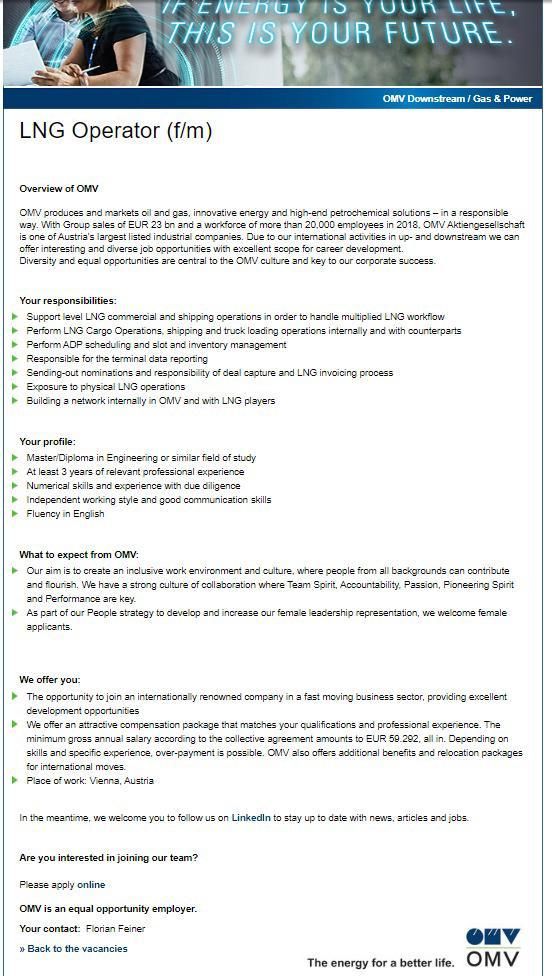 IF ENERGY IS YOUR LIFE,
THIS IS YOUR FUTURE.
OMV Downstream / Gas & Power
LNG Operator (f/m)
Overview of OMV
OMV produces and markets oil and gas, innovative energy and high-end petrochemical solutions – in a responsible
way. With Group sales of EUR 23 bn and a workforce of more than 20,000 employees in 2018, OMV Aktiengesellschaft
is one of Austria's largest listed industrial companies. Due to our international activities in up- and downstream we can
offer interesting and diverse job opportunities with excellent scope for career development.
Diversity and equal opportunities are central to the OMV culture and key to our corporate success.
Your responsibilities:
Support level LNG commercial and shipping operations in order to handle multiplied LNG workflow
Perform LNG Cargo Operations, shipping and truck loading operations internally and with counterparts
Perform ADP scheduling and slot and inventory management
Responsible for the terminal data reporting
Sending-out nominations and responsibility of deal capture and LNG invoicing process
Exposure to physical LNG operations
Building a network internally in OMV and with LNG players
Your profile:
Master/Diploma in Engineering or similar field of study
At least 3 years of relevant professional experience
Numerical skills and experience with due diligence
Independent working style and good communication skills
Fluency in English
What to expect from OMV:
Our aim is to create an inclusive work environment and culture, where people from all backgrounds can contribute
and flourish. We have a strong culture of collaboration where Team Spirit, Accountability, Passion, Pioneering Spirit
and Performance are key.
As part of our People strategy to develop and increase our female leadership representation, we welcome female
applicants.
We offer you:
The opportunity to join an internationally renowned company in a fast moving business sector, providing excellent
development opportunities
We offer an attractive compensation package that matches your qualifications and professional experience. The
minimum gross annual salary according to the collective agreement amounts to EUR 59.292, all in. Depending on
skills and specific experience, over-payment is possible. OMV also offers additional benefits and relocation packages
for international moves.
Place of work: Vienna, Austria
In the meantime, we welcome you to follow us on LinkedIn to stay up to date with news, articles and jobs.
Are you interested in joining our team?
Please apply online
OMV is an equal opportunity employer.
Your contact: Florian Feiner
» Back to the vacancies
The energy for a better life.
OMV
OMV